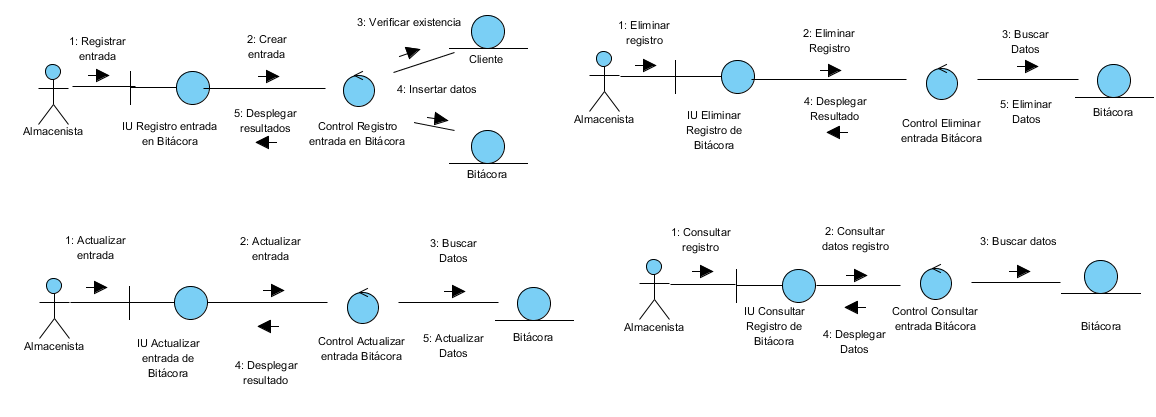 3: Verificar existencia
1: Registrar
entrada
2: Crear
entrada
Cliente
4: Insertar datos
5: Desplegar
resultados
Almacenista
IU Registro entrada
en Bitácora
Control Registro
entrada en Bitácora
Bitácora
1: Eliminar
registro
2: Eliminar
Registro
3: Buscar
Datos
4: Desplegar
Resultado
5: Eliminar
Datos
Almacenista
IU Eliminar
Registro de
Bitácora
Control Eliminar
entrada Bitácora
Bitácora
1: Actualizar
entrada
2: Actualizar
entrada
3: Buscar
Datos
Almacenista
IU Actualizar
entrada de
Bitácora
4: Desplegar
resultado
Control Actualizar
entrada Bitácora
5: Actualizar
Datos
Bitácora
1: Consultar
registro
2: Consultar
datos registro
3: Buscar datos
Almacenista
IU Consultar
Registro de
Bitácora
4: Desplegar
Datos
Control Consultar
entrada Bitácora
Bitácora